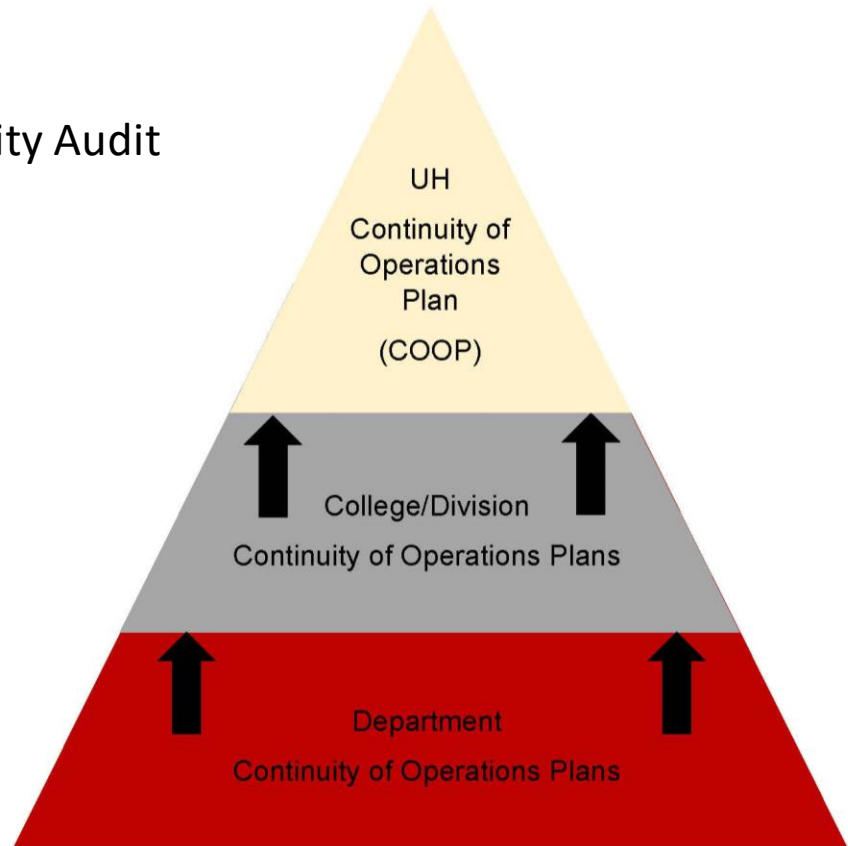 ity Audit
UH
Continuity of
Operations
Plan
(COOP)
College/Division
Continuity of Operations Plans
Department
Continuity of Operations Plans